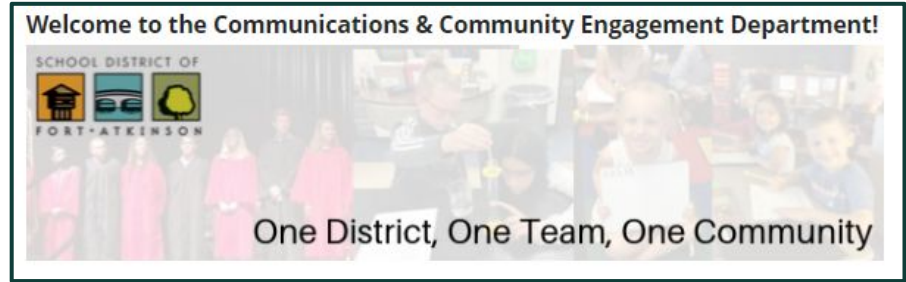 Welcome to the Communications & Community Engagement Department!
SCHOOL DISTRICT OF
FORT-ATKINSON
One District, One Team, One Community